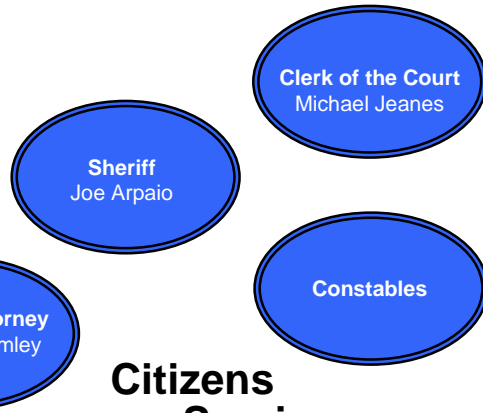 Clerk of the Court
Michael Jeanes
Sheriff
Joe Arpaio
Constables
orney
mley
Citizens